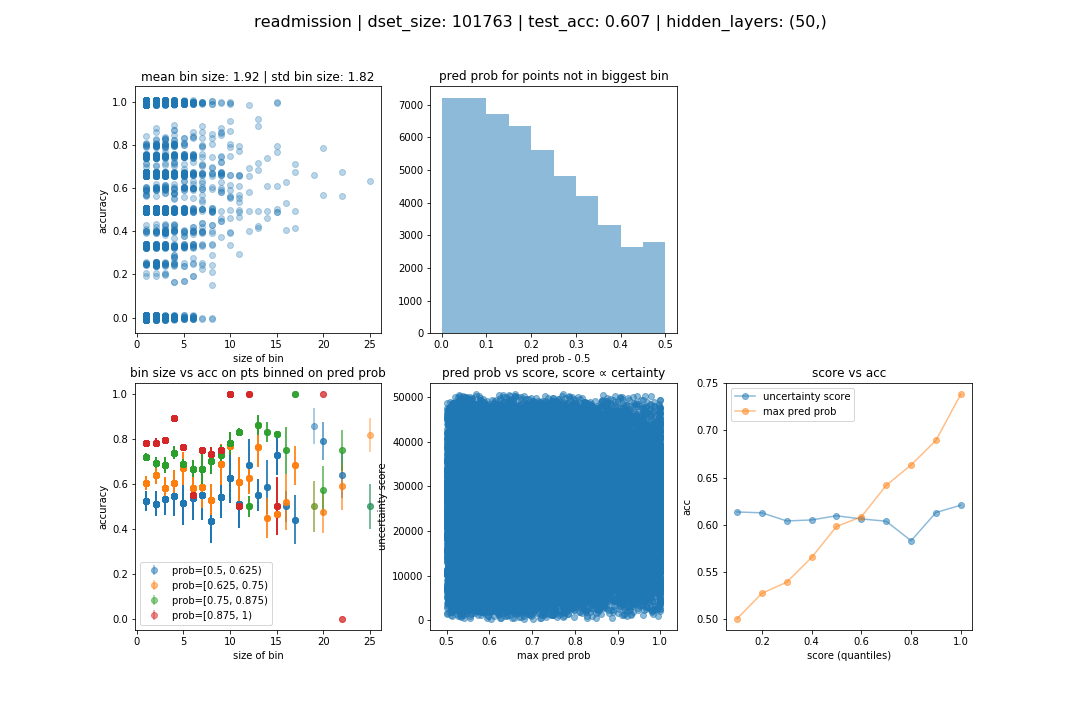 readmission | dset_size: 101763 | test_acc: 0.607 | hidden_layers: (50,)
mean bin size: 1.92 | std bin size: 1.82
accuracy
1.0
0.8
0.6
0.4
0.2
0.0
0
5
10
15
20
25
size of bin
pred prob for points not in biggest bin
7000
6000
5000
4000
3000
2000
1000
0
0.0
0.1
0.2
0.3
0.4
0.5
pred prob - 0.5
bin size vs acc on pts binned on pred prob
accuracy
1.0
0.8
0.6
0.4
0.2
0.0
prob=[0.5, 0.625)
prob=[0.625, 0.75)
prob=[0.75, 0.875)
prob=[0.875, 1)
0
5
10
15
20
25
size of bin
pred prob vs score, score ∝ certainty
uncertainty score
50000
40000
30000
20000
10000
0
0.5
0.6
0.7
0.8
0.9
1.0
max pred prob
score vs acc
acc
0.75
0.70
0.65
0.60
0.55
0.50
uncertainty score
max pred prob
0.2
0.4
0.6
0.8
1.0
score (quantiles)